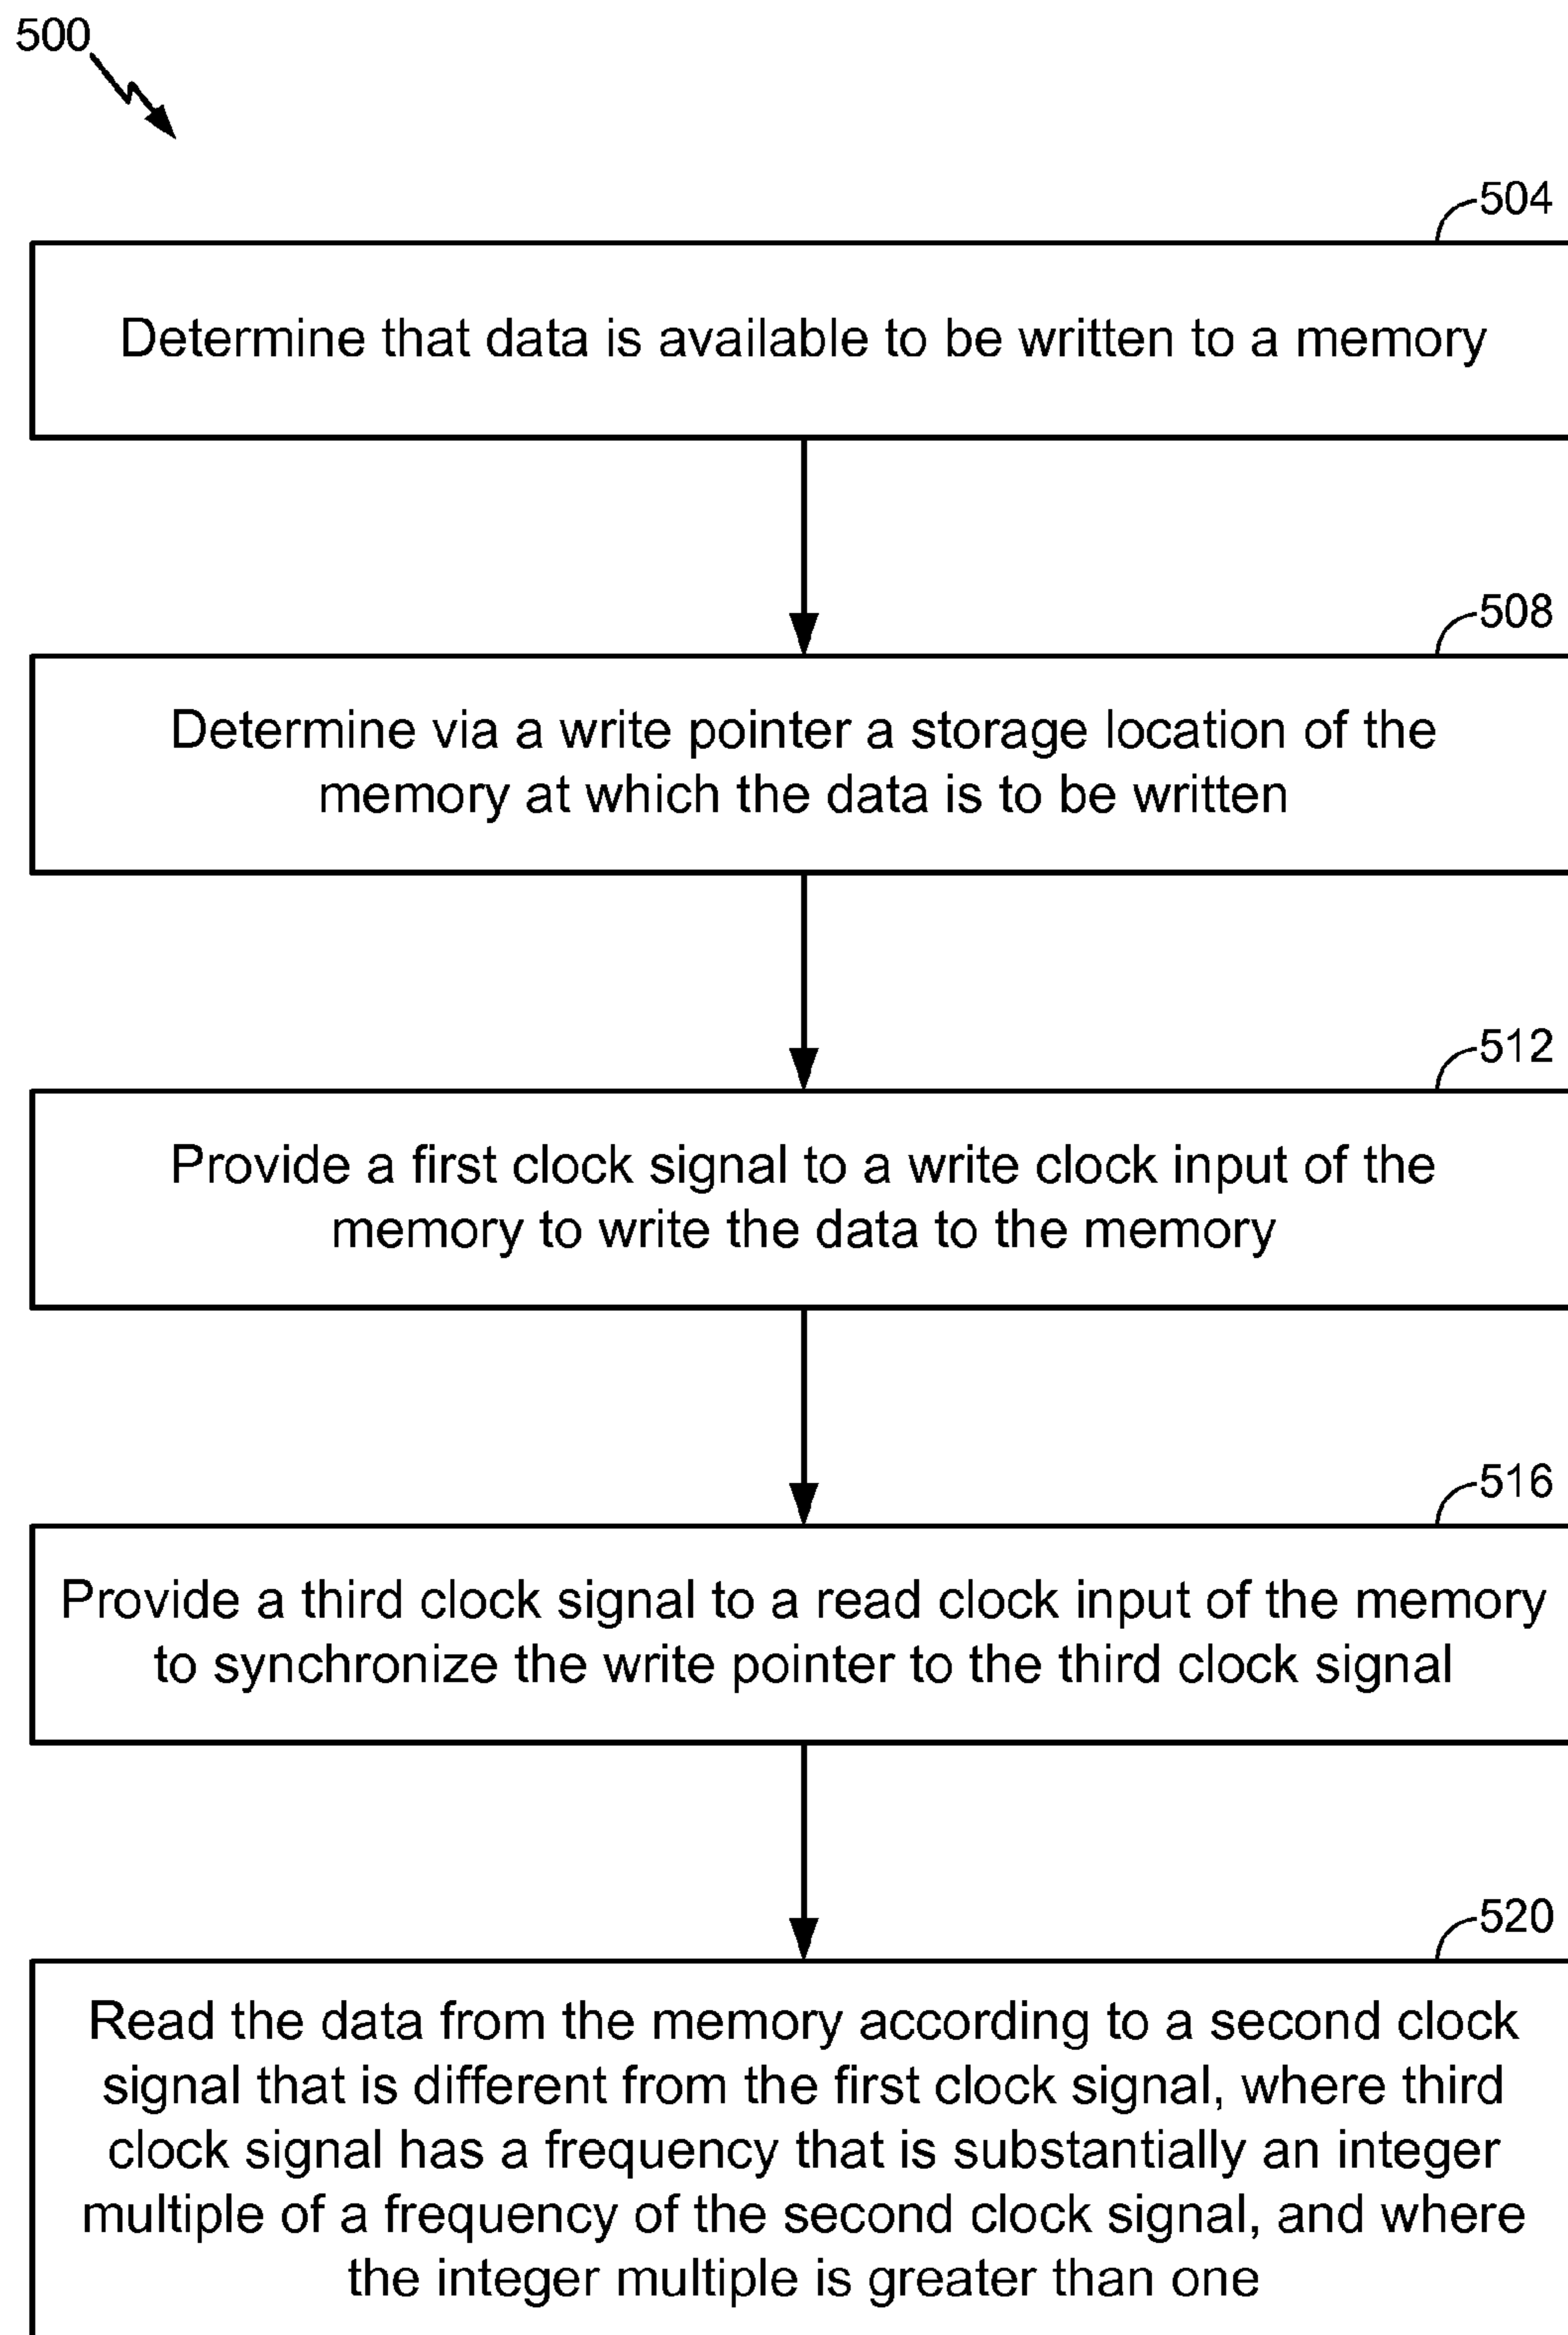 500
504
Determine that data is available to be written to a memory
508
Determine via a write pointer a storage location of the
memory at which the data is to be written
512
Provide a first clock signal to a write clock input of the
memory to write the data to the memory
516
Provide a third clock signal to a read clock input of the memory
to synchronize the write pointer to the third clock signal
520
Read the data from the memory according to a second clock
signal that is different from the first clock signal, where third
clock signal has a frequency that is substantially an integer
multiple of a frequency of the second clock signal, and where
the integer multiple is greater than one